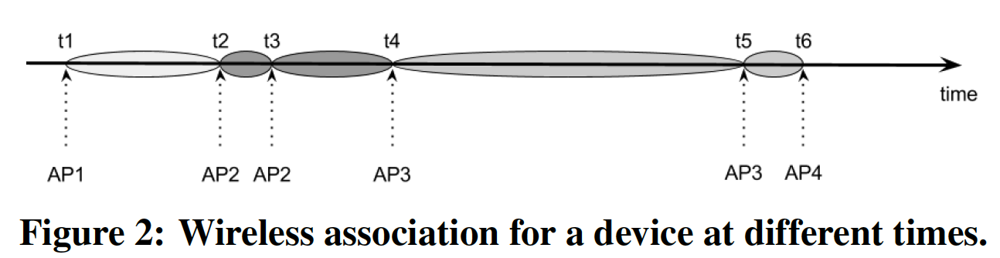 t1 t2 t3 t4 t5 t6
time
AP1 AP2 AP2 AP3 AP3 AP4
Figure 2: Wireless association for a device at different times.